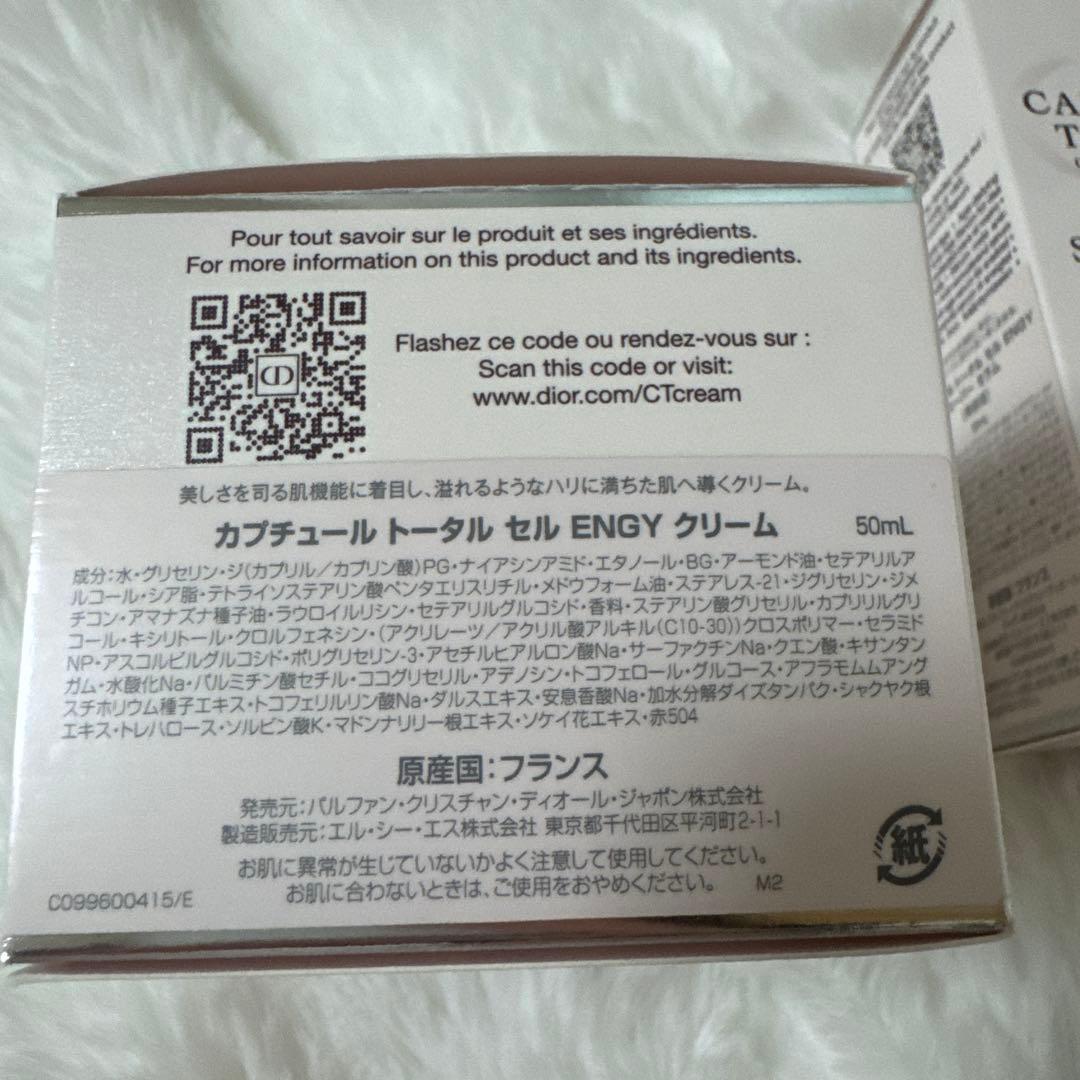 Pour tout savoir sur le produit et ses ingrédients.
For more information on this product and its ingredients.
Flashez ce code ou rendez-vous sur :
Scan this code or visit:
www.dior.com/CTcream
美しさを司る肌機能に着目し、溢れるようなハリに満ちた肌へ導くクリーム。
カプチュール トータル セル ENGY クリーム 50mL
成分:水・グリセリン・ジ(カプリル/カプリン酸)PG・ナイアシンアミド・エタノール・BG・アーモンド油・セテアリルア
ルコール・シア脂・テトライソステアリン酸ペンタエリスリチル・メドウフォーム油・ステアレス-21・ジグリセリン・ジメ
チコン・アマナズナ種子油・ラウロイルリシン・セテアリルグルコシド・香料・ステアリン酸グリセリル・カプリリルグリ
コール・キシリトール・クロルフェネシン・(アクリレーツ/アクリル酸アルキル(C10-30))クロスポリマー・セラミド
NP・アスコルビルグルコシド・ポリグリセリン-3・アセチルヒアルロン酸Na・サーファクチンNa・クエン酸・キサンタン
ガム・水酸化Na・パルミチン酸セチル・ココグリセリル・アデノシン・トコフェロール・グルコース・アフラモムムアング
スチホリウム種子エキス・トコフェリルリン酸Na・ダルスエキス・安息香酸Na・加水分解ダイズタンパク・シャクヤク根
エキス・トレハロース・ソルビン酸K・マドンナリリー根エキス・ソケイ花エキス・赤504
原産国:フランス
発売元:パルファン・クリスチャン・ディオール・ジャポン株式会社
製造販売元:エル・シー・エス株式会社 東京都千代田区平河町2-1-1
お肌に異常が生じていないかよく注意して使用してください。
お肌に合わないときは、ご使用をおやめください。 M2
C099600415/E
紙
CA
T
S
ENGY